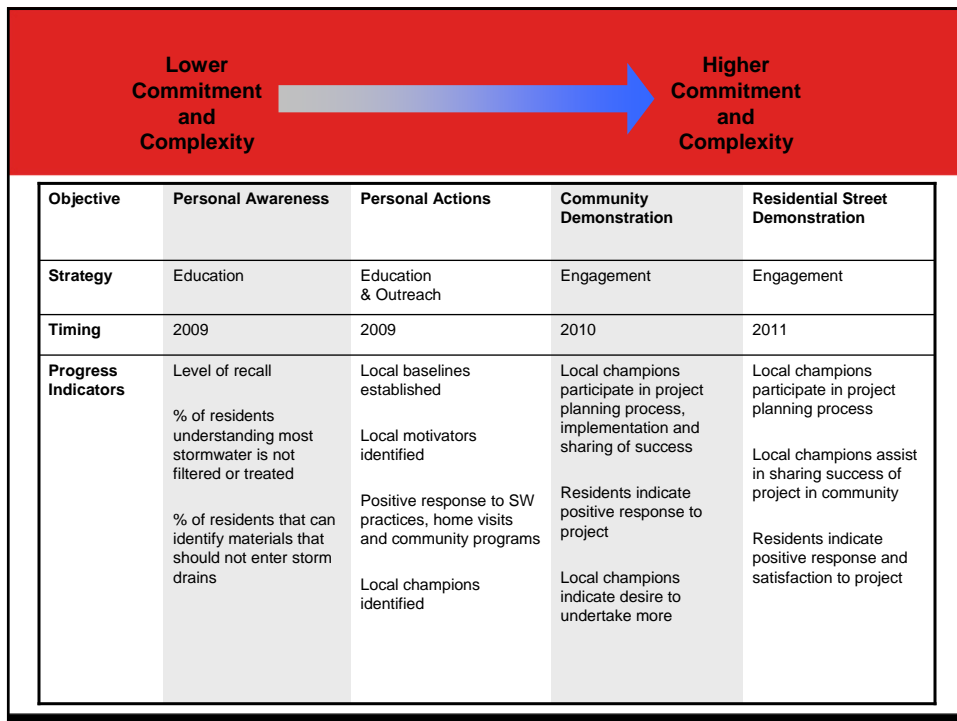 Lower
Commitment
and
Complexity
Higher
Commitment
and
Complexity
Objective
Personal Awareness
Personal Actions
Community
Demonstration
Residential Street
Demonstration
Strategy
Education
Education
& Outreach
Engagement
Engagement
Timing
2009
2009
2010
2011
Progress
Indicators
Level of recall
% of residents
understanding most
stormwater is not
filtered or treated
% of residents that can
identify materials that
should not enter storm
drains
Local baselines
established
Local motivators
identified
Positive response to SW
practices, home visits
and community programs
Local champions
identified
Local champions
participate in project
planning process,
implementation and
sharing of success
Residents indicate
positive response to
project
Local champions
indicate desire to
undertake more
Local champions
participate in project
planning process
Local champions assist
in sharing success of
project in community
Residents indicate
positive response and
satisfaction to project